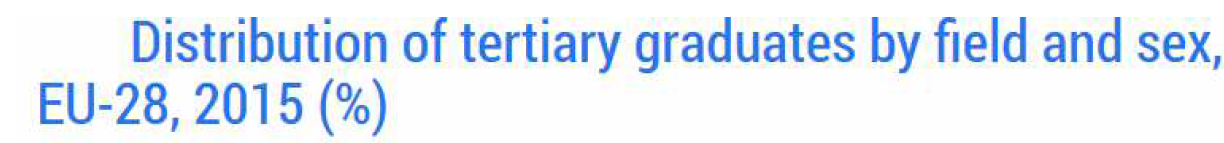 Distribution of tertiary graduates by field and sex,
EU-28, 2015 (%)